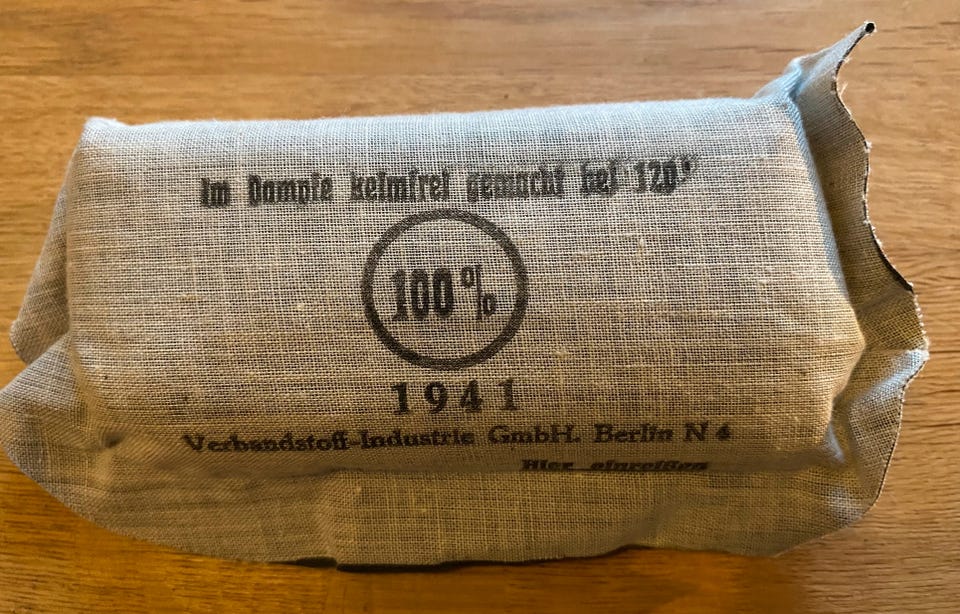 Im Dampfe keimfrei gemacht bei 120°
100%
1941
Verbandstoff-Industrie GmbH. Berlin N 4
Hier einreißen